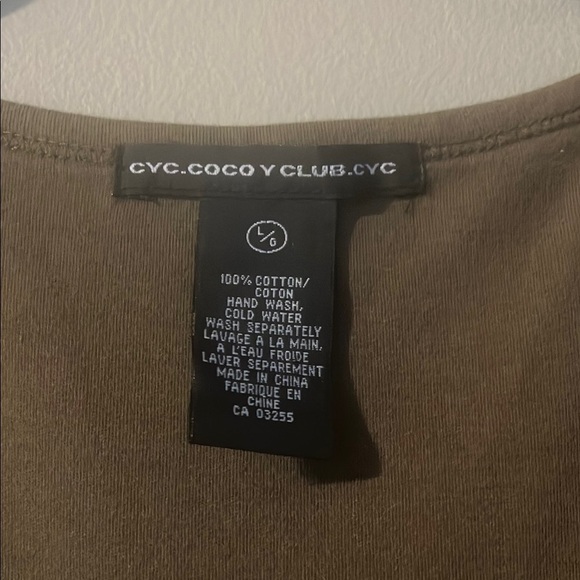 CYC.COCO Y CLUB.CYC
L/G
100% COTTON/
COTON
HAND WASH,
COLD WATER
WASH SEPARATELY
LAVAGE A LA MAIN,
A L'EAU FROIDE
LAVER SEPAREMENT
MADE IN CHINA
FABRIQUE EN
CHINE
CA 03255